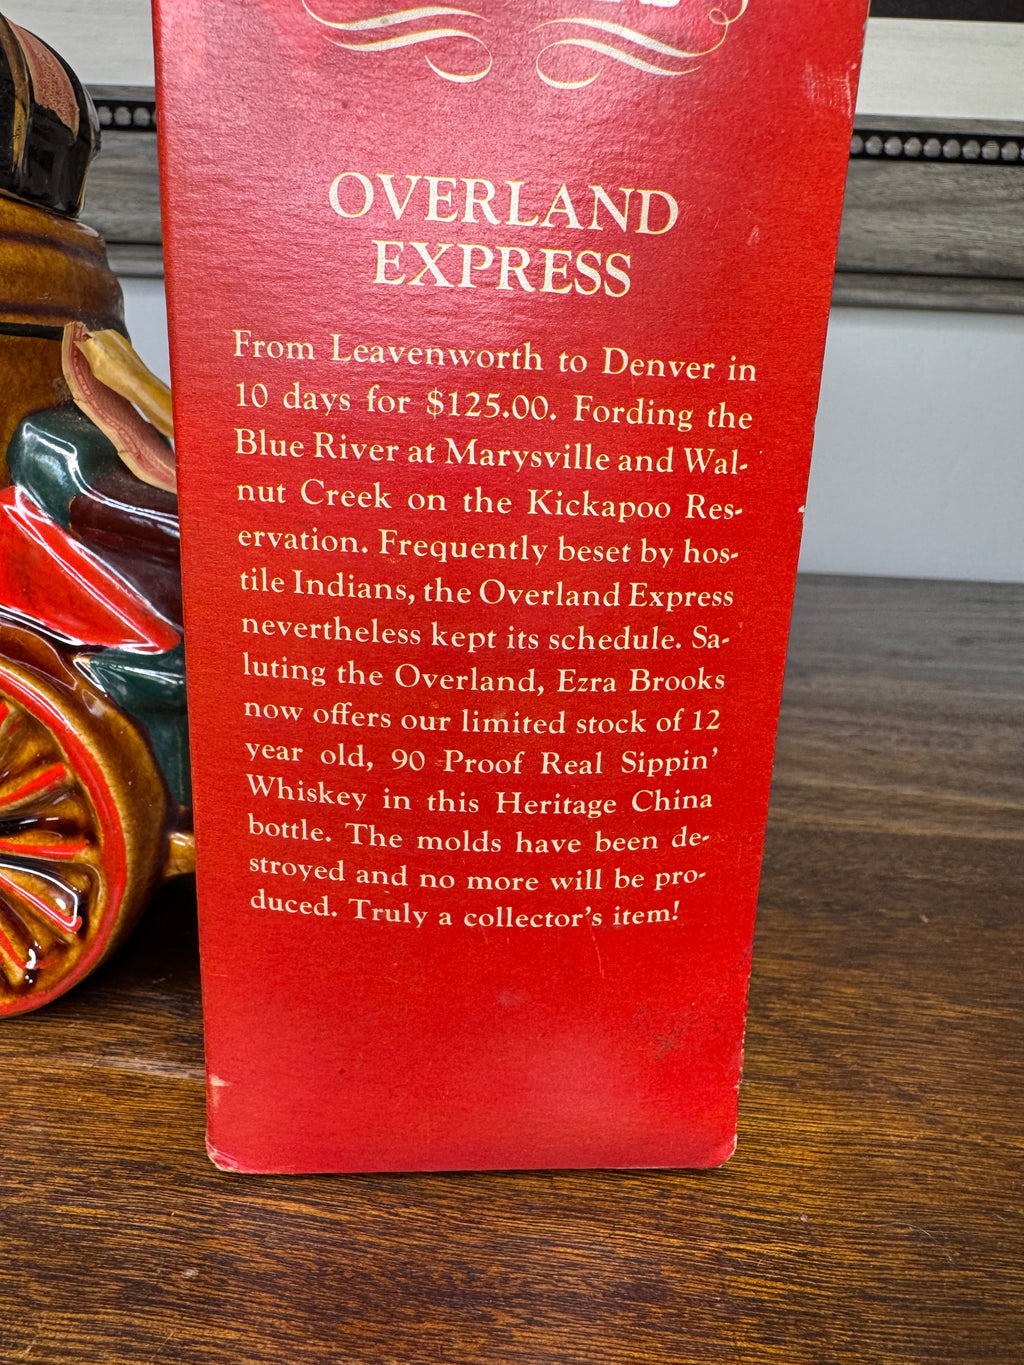 OVERLAND
EXPRESS
From Leavenworth to Denver in
10 days for $125.00. Fording the
Blue River at Marysville and Wal-
nut Creek on the Kickapoo Res-
ervation. Frequently beset by hos-
tile Indians, the Overland Express
nevertheless kept its schedule. Sa-
luting the Overland, Ezra Brooks
now offers our limited stock of 12
year old, 90 Proof Real Sippin'
Whiskey in this Heritage China
bottle. The molds have been de-
stroyed and no more will be pro-
duced. Truly a collector's item!